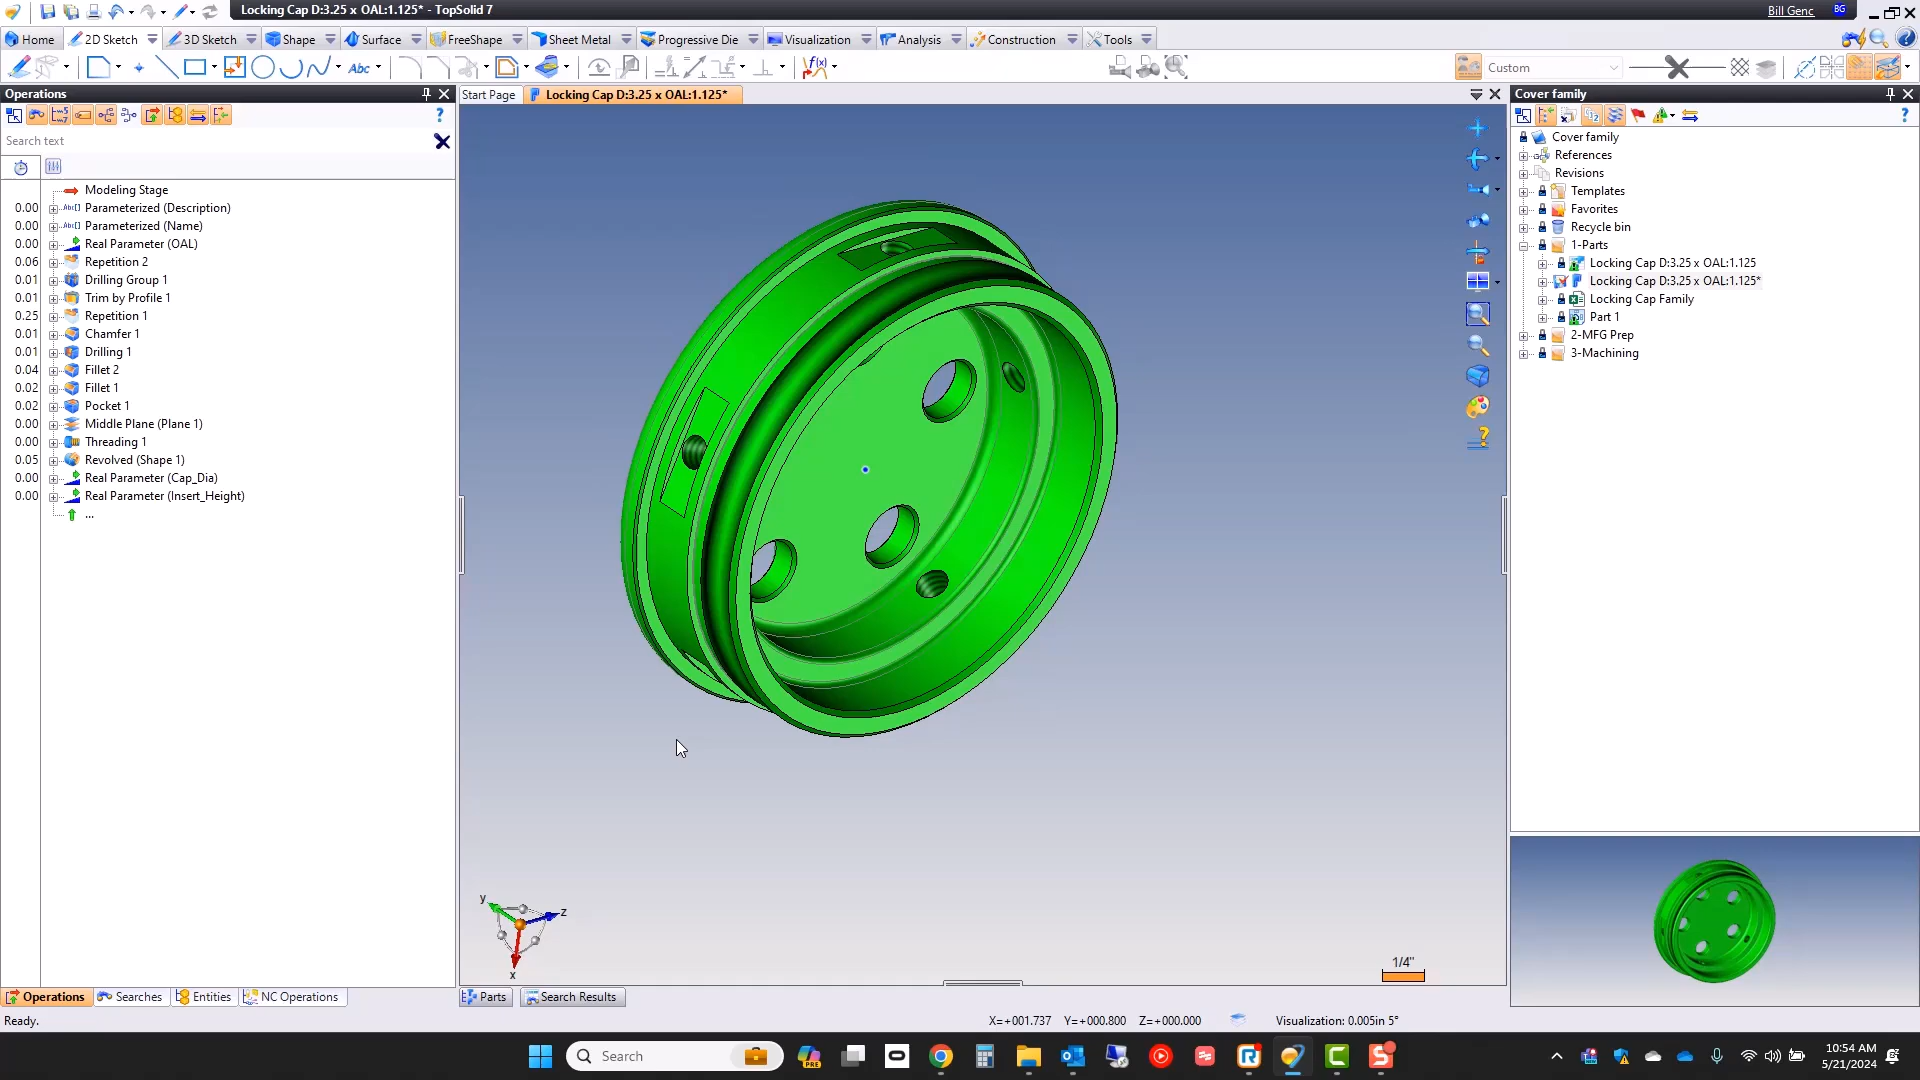 Locking Cap D:3.25 x OAL:1.125* - TopSolid 7
Bill Genc
BG
Home
2D Sketch
3D Sketch
Shape
Surface
FreeShape
Sheet Metal
Progressive Die
Visualization
Analysis
Construction
Tools
Abc
Custom
Operations
Start Page
Locking Cap D:3.25 x OAL:1.125*
Cover family
Search text
Modeling Stage
0.00 Parameterized (Description)
0.00 Parameterized (Name)
0.00 Real Parameter (OAL)
0.06 Repetition 2
0.01 Drilling Group 1
0.01 Trim by Profile 1
0.25 Repetition 1
0.01 Chamfer 1
0.01 Drilling 1
0.04 Fillet 2
0.02 Fillet 1
0.02 Pocket 1
0.00 Middle Plane (Plane 1)
0.00 Threading 1
0.05 Revolved (Shape 1)
0.00 Real Parameter (Cap_Dia)
0.00 Real Parameter (Insert_Height)
...
Cover family
References
Revisions
Templates
Favorites
Recycle bin
1-Parts
Locking Cap D:3.25 x OAL:1.125
Locking Cap D:3.25 x OAL:1.125*
Locking Cap Family
Part 1
2-MFG Prep
3-Machining
y
z
x
1/4"
Operations
Searches
Entities
NC Operations
Parts
Search Results
Ready.
X=+001.737 Y=+000.800 Z=+000.000
Visualization: 0.005in 5°
Search
PRE
10:54 AM
5/21/2024